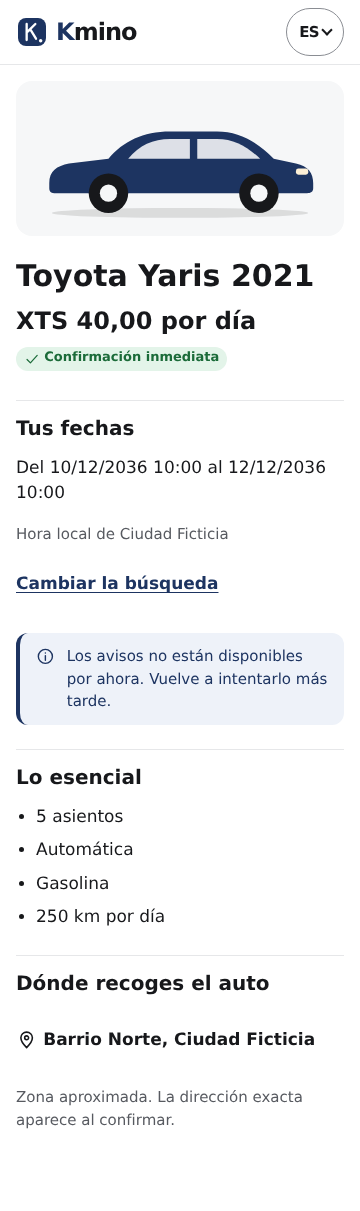 K. Kmino
ES
Toyota Yaris 2021
XTS 40,00 por día
Confirmación inmediata
Tus fechas
Del 10/12/2036 10:00 al 12/12/2036
10:00
Hora local de Ciudad Ficticia
Cambiar la búsqueda
Los avisos no están disponibles
por ahora. Vuelve a intentarlo más
tarde.
Lo esencial
• 5 asientos
• Automática
• Gasolina
• 250 km por día
Dónde recoges el auto
Barrio Norte, Ciudad Ficticia
Zona aproximada. La dirección exacta
aparece al confirmar.